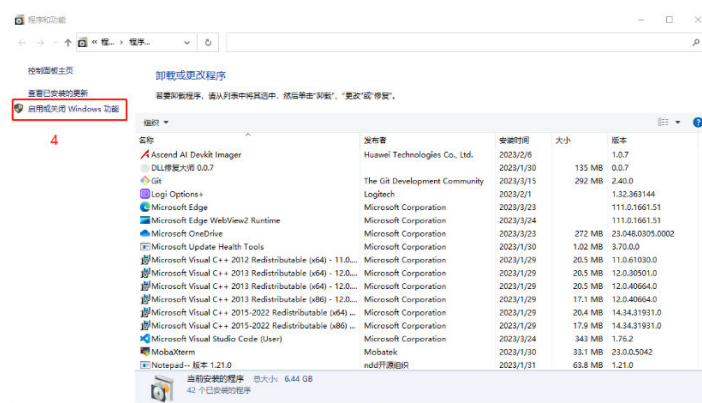 程序和功能
« 程... › 程序...
控制面板主页
卸载或更改程序
查看已安装的更新
若要卸载程序，请从列表中将其选中，然后单击"卸载"、"更改"或"修复"。
启用或关闭 Windows 功能
4
组织
名称 发布者 安装时间 大小 版本
Ascend AI Devkit Imager Huawei Technologies Co., Ltd. 2023/2/6 1.0.7
DLL修复大师 0.0.7 2023/1/30 135 MB 0.0.7
Git The Git Development Community 2023/3/15 292 MB 2.40.0
Logi Options+ Logitech 2023/2/1 1.32.363144
Microsoft Edge Microsoft Corporation 2023/3/23 111.0.1661.51
Microsoft Edge WebView2 Runtime Microsoft Corporation 2023/3/24 111.0.1661.51
Microsoft OneDrive Microsoft Corporation 2023/3/23 272 MB 23.048.0305.0002
Microsoft Update Health Tools Microsoft Corporation 2023/1/30 1.02 MB 3.70.0.0
Microsoft Visual C++ 2012 Redistributable (x64) - 11.0.... Microsoft Corporation 2023/1/29 20.5 MB 11.0.61030.0
Microsoft Visual C++ 2013 Redistributable (x64) - 12.0.... Microsoft Corporation 2023/1/29 20.5 MB 12.0.30501.0
Microsoft Visual C++ 2013 Redistributable (x64) - 12.0.... Microsoft Corporation 2023/1/29 20.5 MB 12.0.40664.0
Microsoft Visual C++ 2013 Redistributable (x86) - 12.0.... Microsoft Corporation 2023/1/29 17.1 MB 12.0.40664.0
Microsoft Visual C++ 2015-2022 Redistributable (x64) ... Microsoft Corporation 2023/1/29 20.4 MB 14.34.31931.0
Microsoft Visual C++ 2015-2022 Redistributable (x86) ... Microsoft Corporation 2023/1/29 17.9 MB 14.34.31931.0
Microsoft Visual Studio Code (User) Microsoft Corporation 2023/3/24 343 MB 1.76.2
MobaXterm Mobatek 2023/1/30 33.1 MB 23.0.0.5042
Notepad-- 版本 1.21.0 ndd开源组织 2023/1/31 63.8 MB 1.21.0
当前安装的程序 总大小: 6.44 GB
42 个已安装的程序